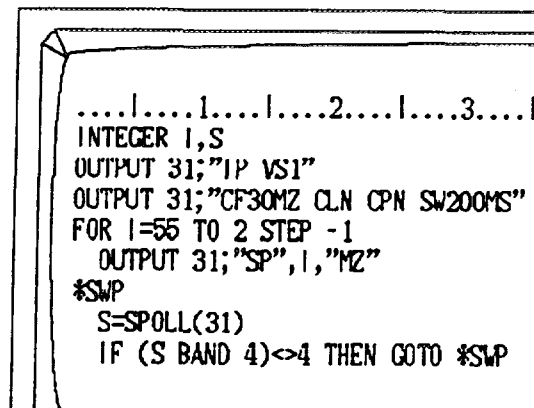 ....|....1....|....2....|....3....|
INTEGER I,S
OUTPUT 31;"IP VS1"
OUTPUT 31;"CF30MZ CLN CPN SW200MS"
FOR I=55 TO 2 STEP -1
  OUTPUT 31;"SP",I,"MZ"
*SWP
  S=SPOLL(31)
  IF (S BAND 4)<>4 THEN GOTO *SWP